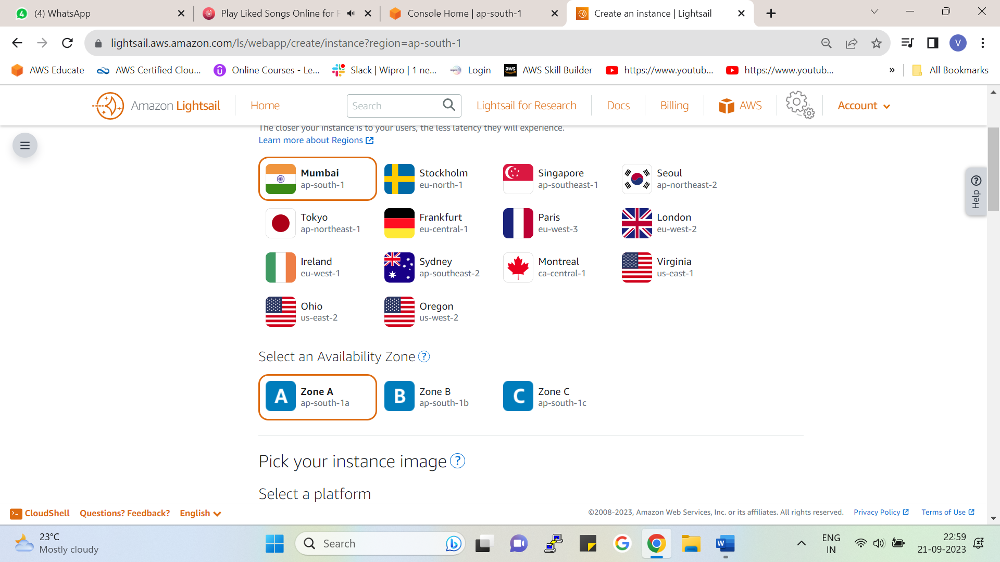 (4) WhatsApp
Play Liked Songs Online for F
Console Home | ap-south-1
Create an instance | Lightsail
lightsail.aws.amazon.com/ls/webapp/create/instance?region=ap-south-1
V
AWS Educate
AWS Certified Clou...
Online Courses - Le...
Slack | Wipro | 1 ne...
Login
AWS Skill Builder
https://www.youtub...
https://www.youtub...
»
All Bookmarks
Amazon Lightsail
Home
Search
Lightsail for Research
Docs
Billing
AWS
Account
The closer your instance is to your users, the less latency they will experience.
Learn more about Regions
Help
Mumbai
ap-south-1
Stockholm
eu-north-1
Singapore
ap-southeast-1
Seoul
ap-northeast-2
Tokyo
ap-northeast-1
Frankfurt
eu-central-1
Paris
eu-west-3
London
eu-west-2
Ireland
eu-west-1
Sydney
ap-southeast-2
Montreal
ca-central-1
Virginia
us-east-1
Ohio
us-east-2
Oregon
us-west-2
Select an Availability Zone ?
A
Zone A
ap-south-1a
B
Zone B
ap-south-1b
C
Zone C
ap-south-1c
Pick your instance image ?
Select a platform
CloudShell
Questions? Feedback?
English
©2008-2023, Amazon Web Services, Inc. or its affiliates. All rights reserved.
Privacy Policy
Terms of Use
23°C
Mostly cloudy
Search
ENG
IN
22:59
21-09-2023